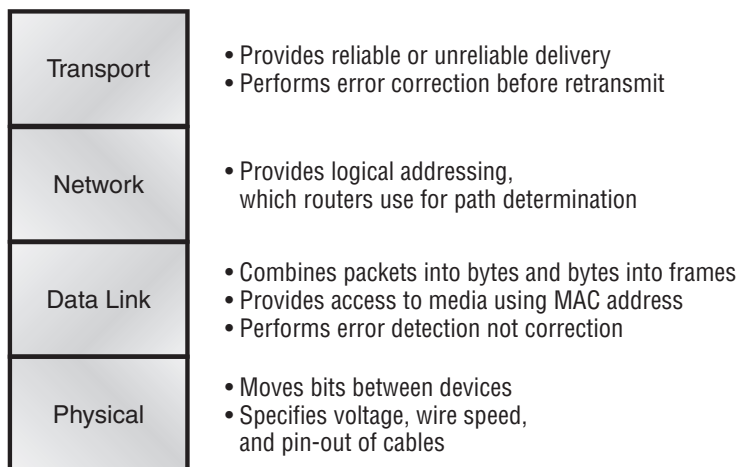 Transport
• Provides reliable or unreliable delivery
• Performs error correction before retransmit
Network
• Provides logical addressing,
which routers use for path determination
Data Link
• Combines packets into bytes and bytes into frames
• Provides access to media using MAC address
• Performs error detection not correction
Physical
• Moves bits between devices
• Specifies voltage, wire speed,
and pin-out of cables